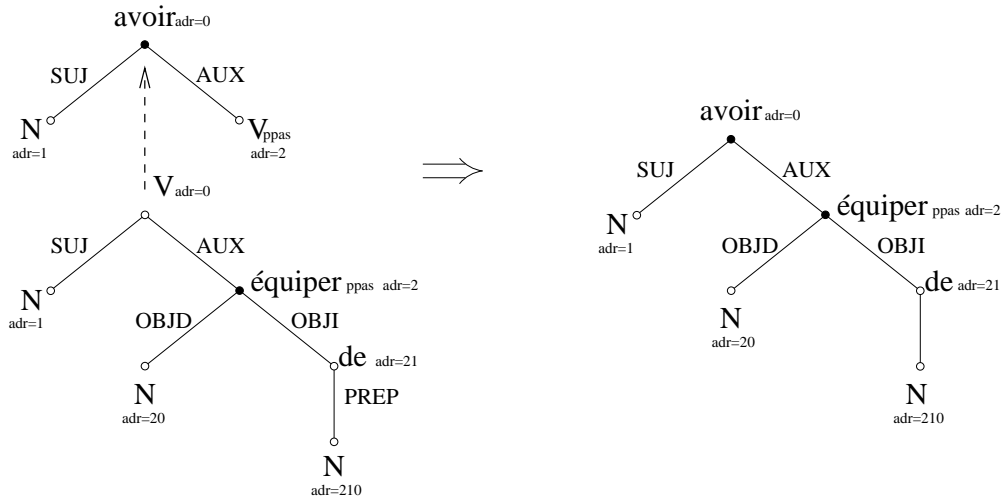 avoir adr=0
SUJ AUX
N adr=1
V ppas adr=2
V adr=0
SUJ AUX
N adr=1
équiper ppas adr=2
OBJD OBJI
N adr=20
de adr=21
PREP
N adr=210
⇒
avoir adr=0
SUJ AUX
N adr=1
équiper ppas adr=2
OBJD OBJI
N adr=20
de adr=21
N adr=210